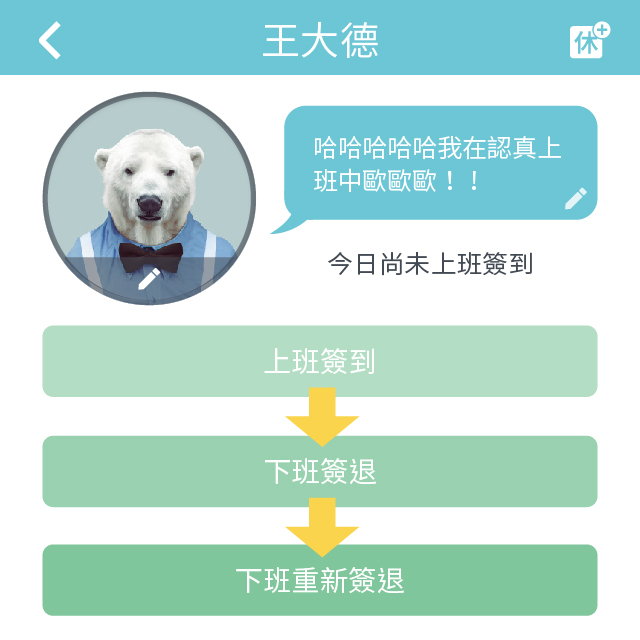 王大德
休
哈哈哈哈哈我在認真上
班中歐歐歐！！
今日尚未上班簽到
上班簽到
下班簽退
下班重新簽退